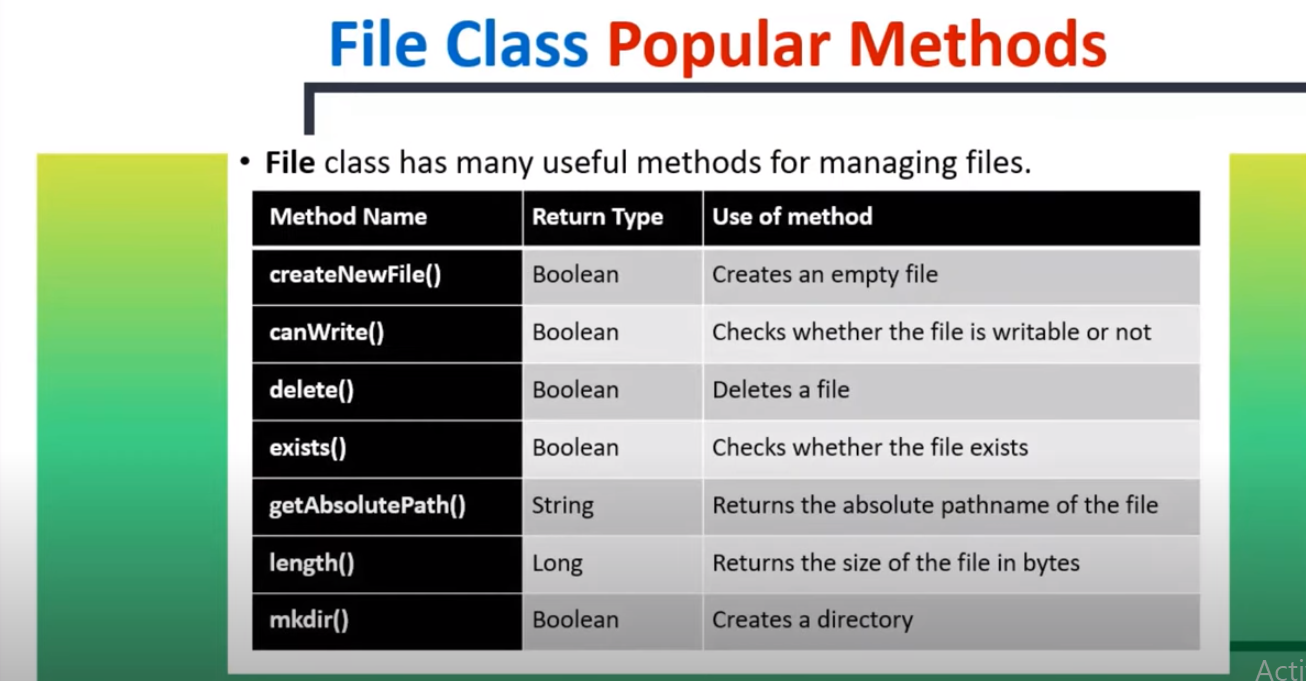 File Class Popular Methods
• File class has many useful methods for managing files.
Method Name Return Type Use of method
createNewFile() Boolean Creates an empty file
canWrite() Boolean Checks whether the file is writable or not
delete() Boolean Deletes a file
exists() Boolean Checks whether the file exists
getAbsolutePath() String Returns the absolute pathname of the file
length() Long Returns the size of the file in bytes
mkdir() Boolean Creates a directory
Acti